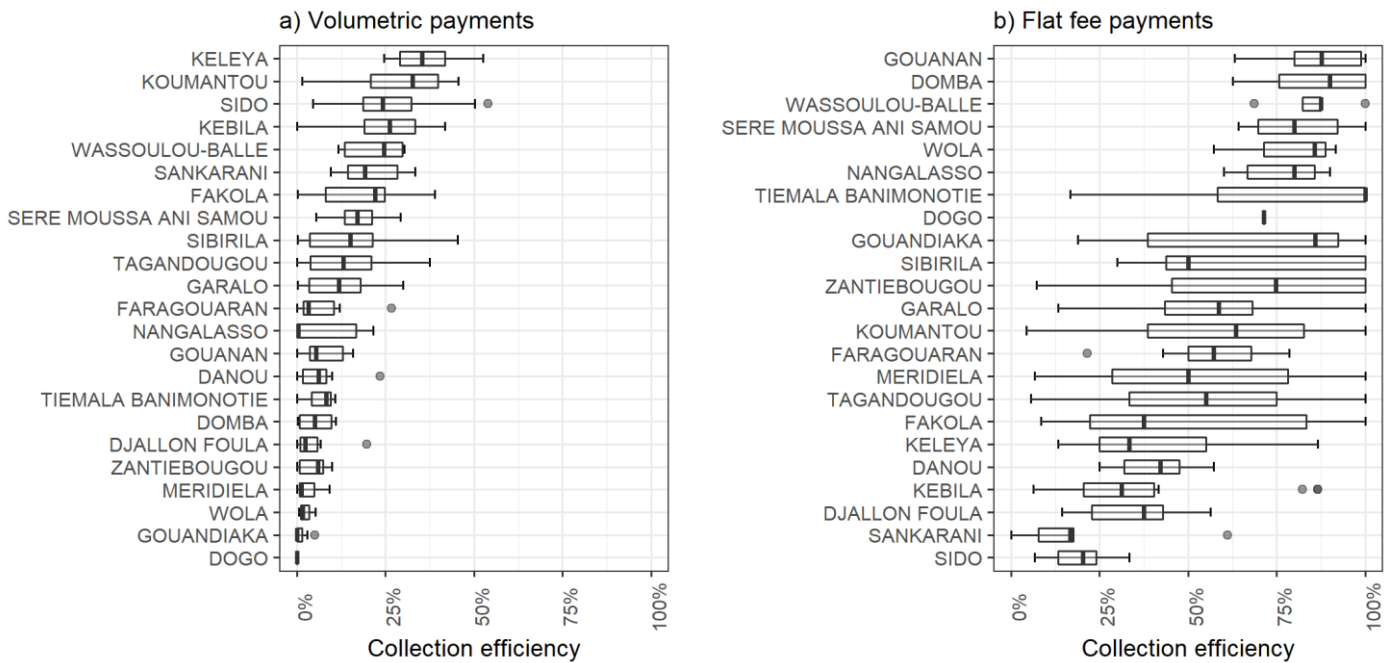 a) Volumetric payments
KELEYA
KOUMANTOU
SIDO
KEBILA
WASSOULOU-BALLE
SANKARANI
FAKOLA
SERE MOUSSA ANI SAMOU
SIBIRILA
TAGANDOUGOU
GARALO
FARAGOUARAN
NANGALASSO
GOUANAN
DANOU
TIEMALA BANIMONOTIE
DOMBA
DJALLON FOULA
ZANTIEBOUGOU
MERIDIELA
WOLA
GOUANDIAKA
DOGO
0%
25%
50%
75%
100%
Collection efficiency
b) Flat fee payments
GOUANAN
DOMBA
WASSOULOU-BALLE
SERE MOUSSA ANI SAMOU
WOLA
NANGALASSO
TIEMALA BANIMONOTIE
DOGO
GOUANDIAKA
SIBIRILA
ZANTIEBOUGOU
GARALO
KOUMANTOU
FARAGOUARAN
MERIDIELA
TAGANDOUGOU
FAKOLA
KELEYA
DANOU
KEBILA
DJALLON FOULA
SANKARANI
SIDO
0%
25%
50%
75%
100%
Collection efficiency